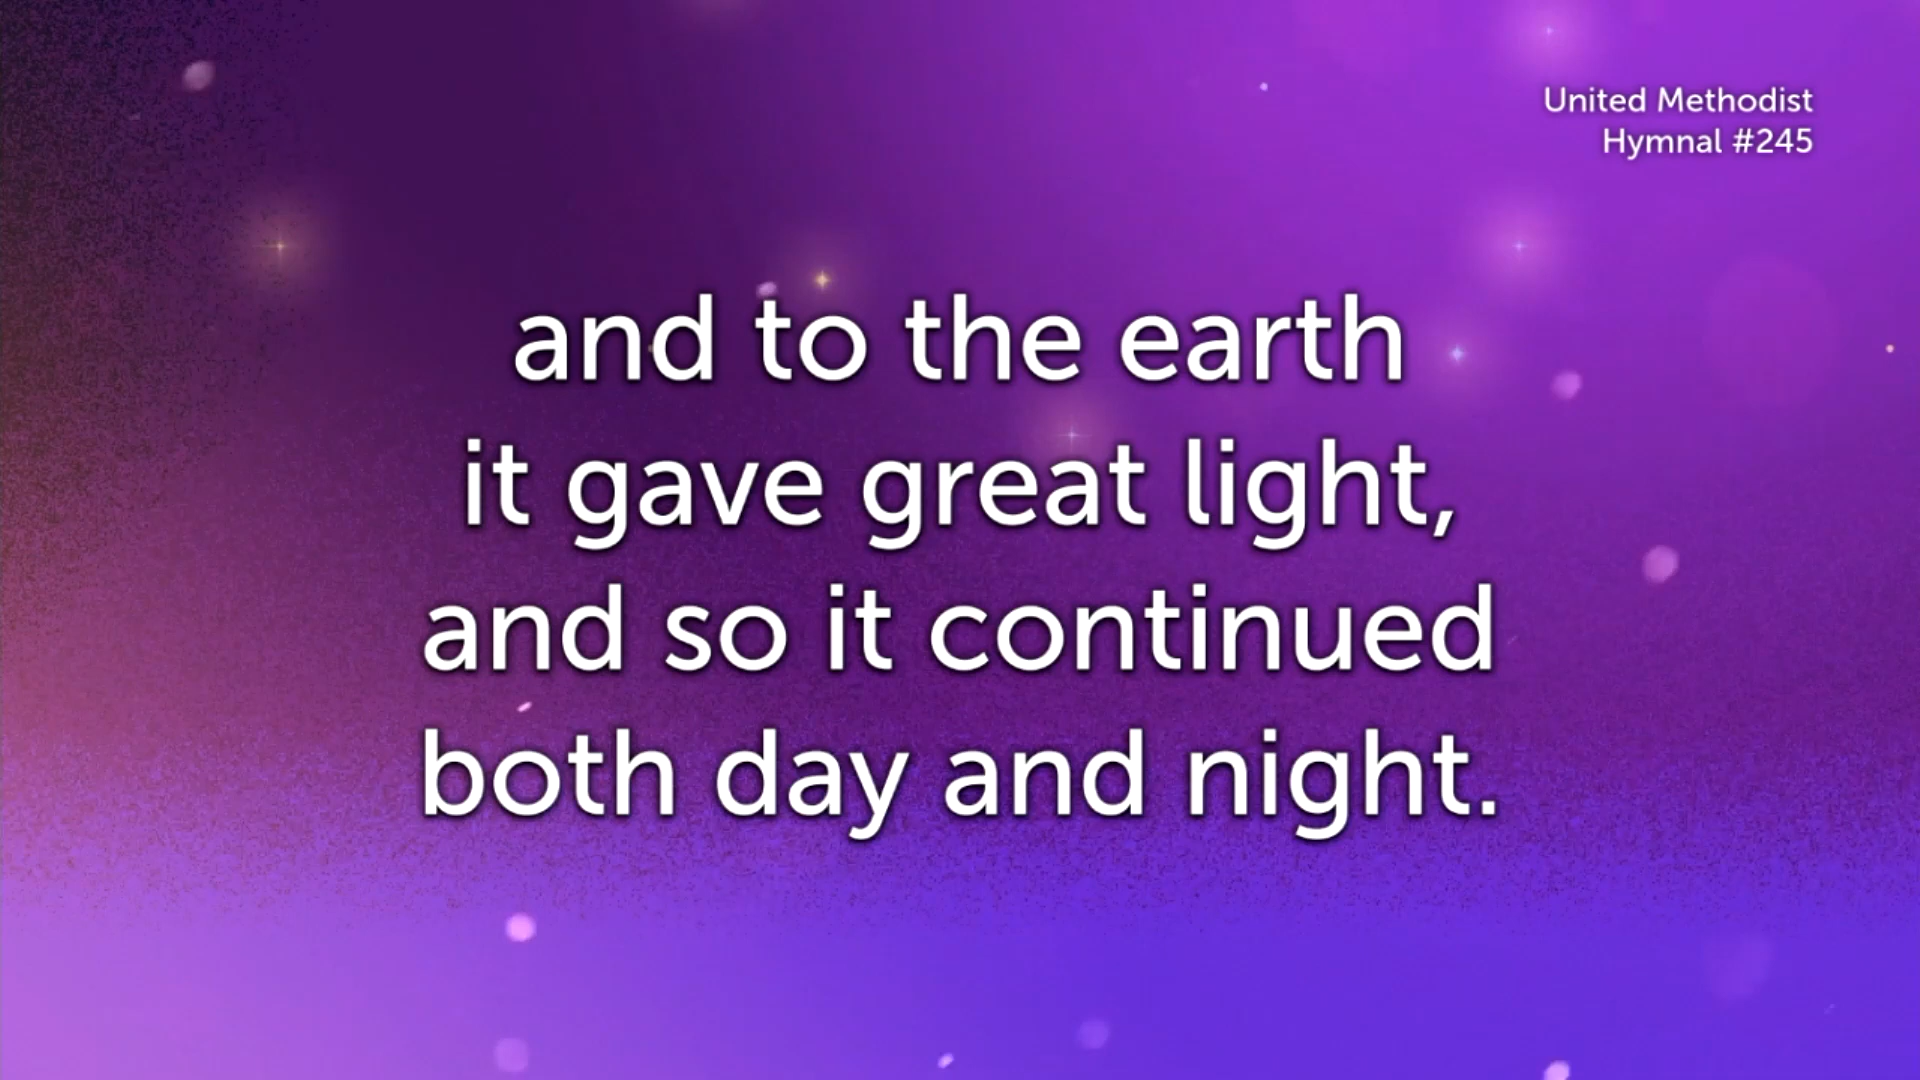 United Methodist
Hymnal #245
and to the earth
it gave great light,
and so it continued
both day and night.